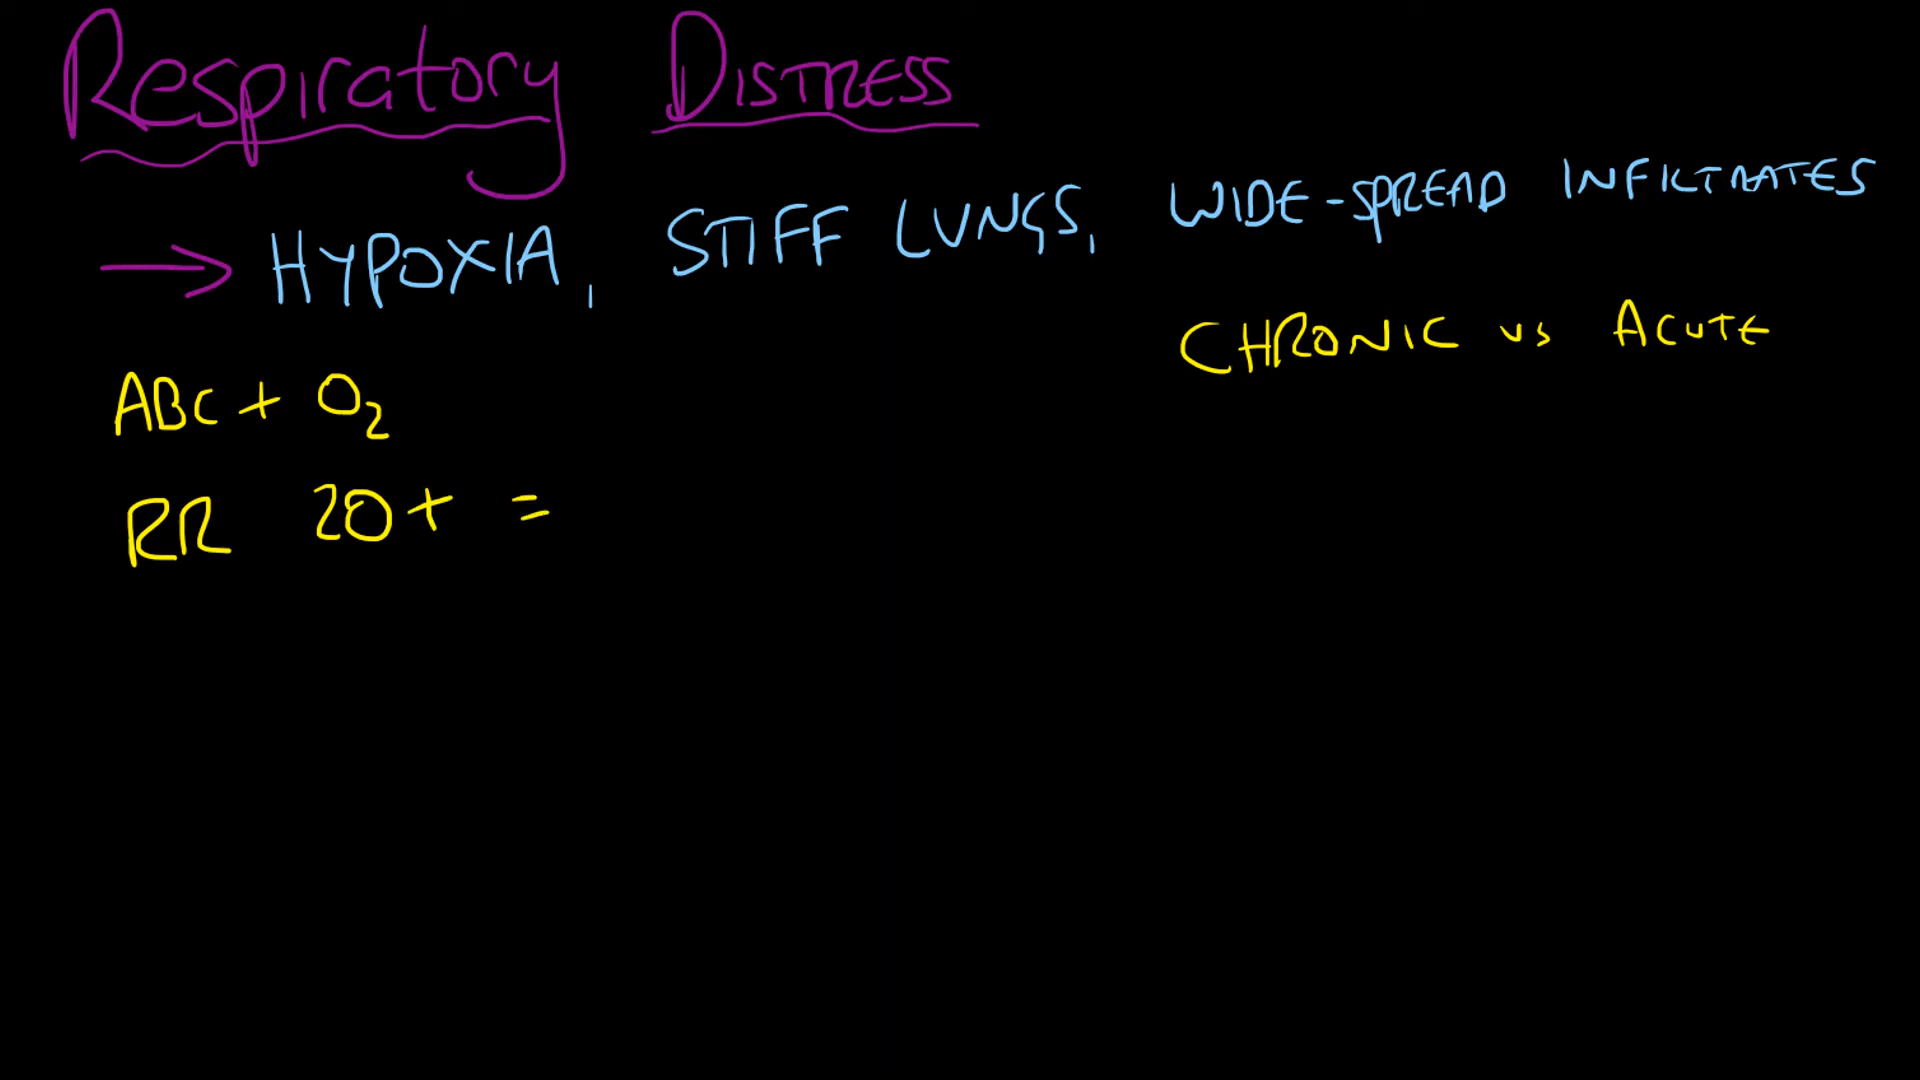 Respiratory DISTRESS
→ HYPOXIA, STIFF LUNGS, WIDE-SPREAD INFILTRATES
CHRONIC vs ACUTE
ABC + O₂
RR 20+ =